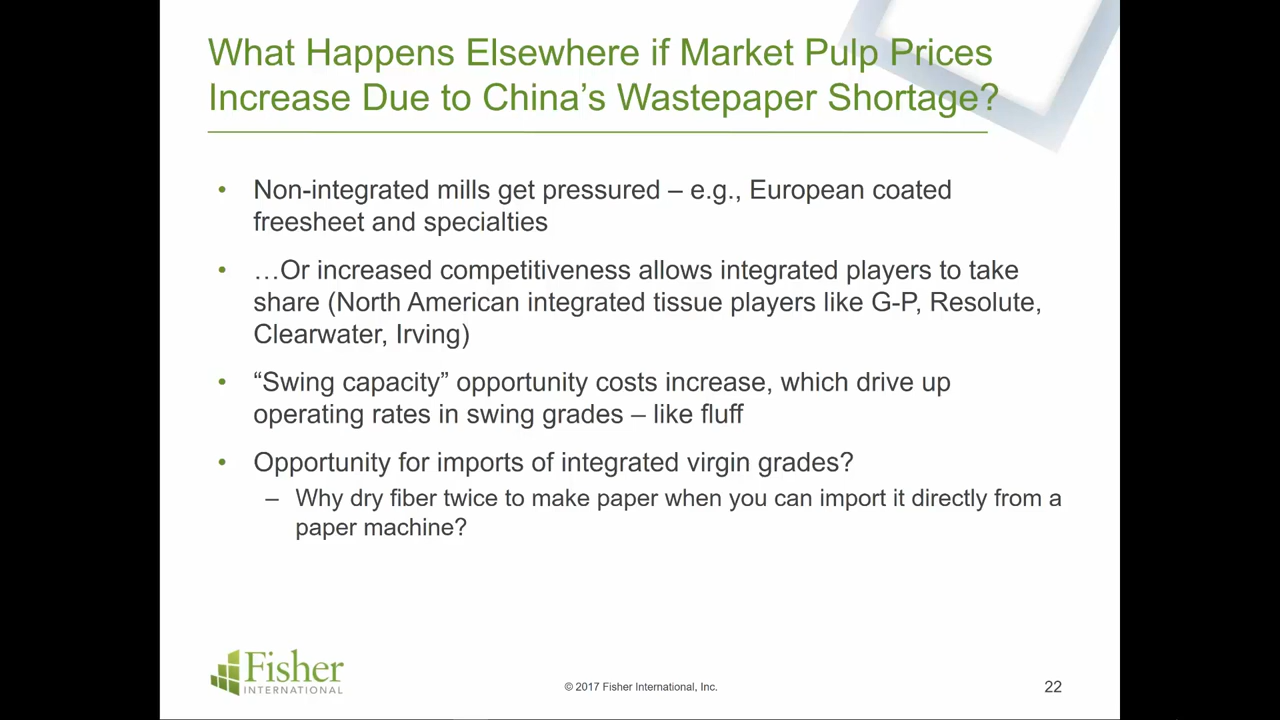 What Happens Elsewhere if Market Pulp Prices
Increase Due to China’s Wastepaper Shortage?
• Non-integrated mills get pressured – e.g., European coated
freesheet and specialties
• …Or increased competitiveness allows integrated players to take
share (North American integrated tissue players like G-P, Resolute,
Clearwater, Irving)
• “Swing capacity” opportunity costs increase, which drive up
operating rates in swing grades – like fluff
• Opportunity for imports of integrated virgin grades?
– Why dry fiber twice to make paper when you can import it directly from a
paper machine?
Fisher
INTERNATIONAL
© 2017 Fisher International, Inc.
22